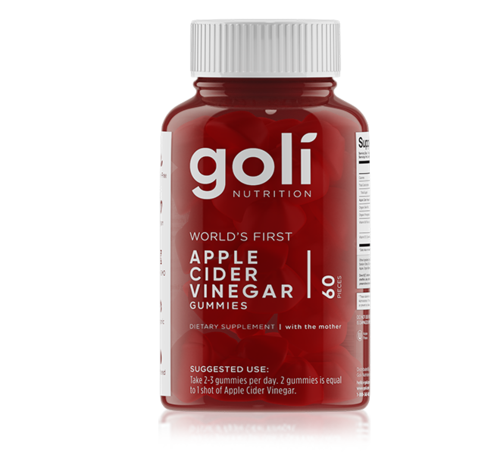 golí
NUTRITION
WORLD'S FIRST
APPLE
CIDER
VINEGAR
GUMMIES
60
PIECES
DIETARY SUPPLEMENT | with the mother
SUGGESTED USE:
Take 2-3 gummies per day. 2 gummies is equal
to 1 shot of Apple Cider Vinegar.